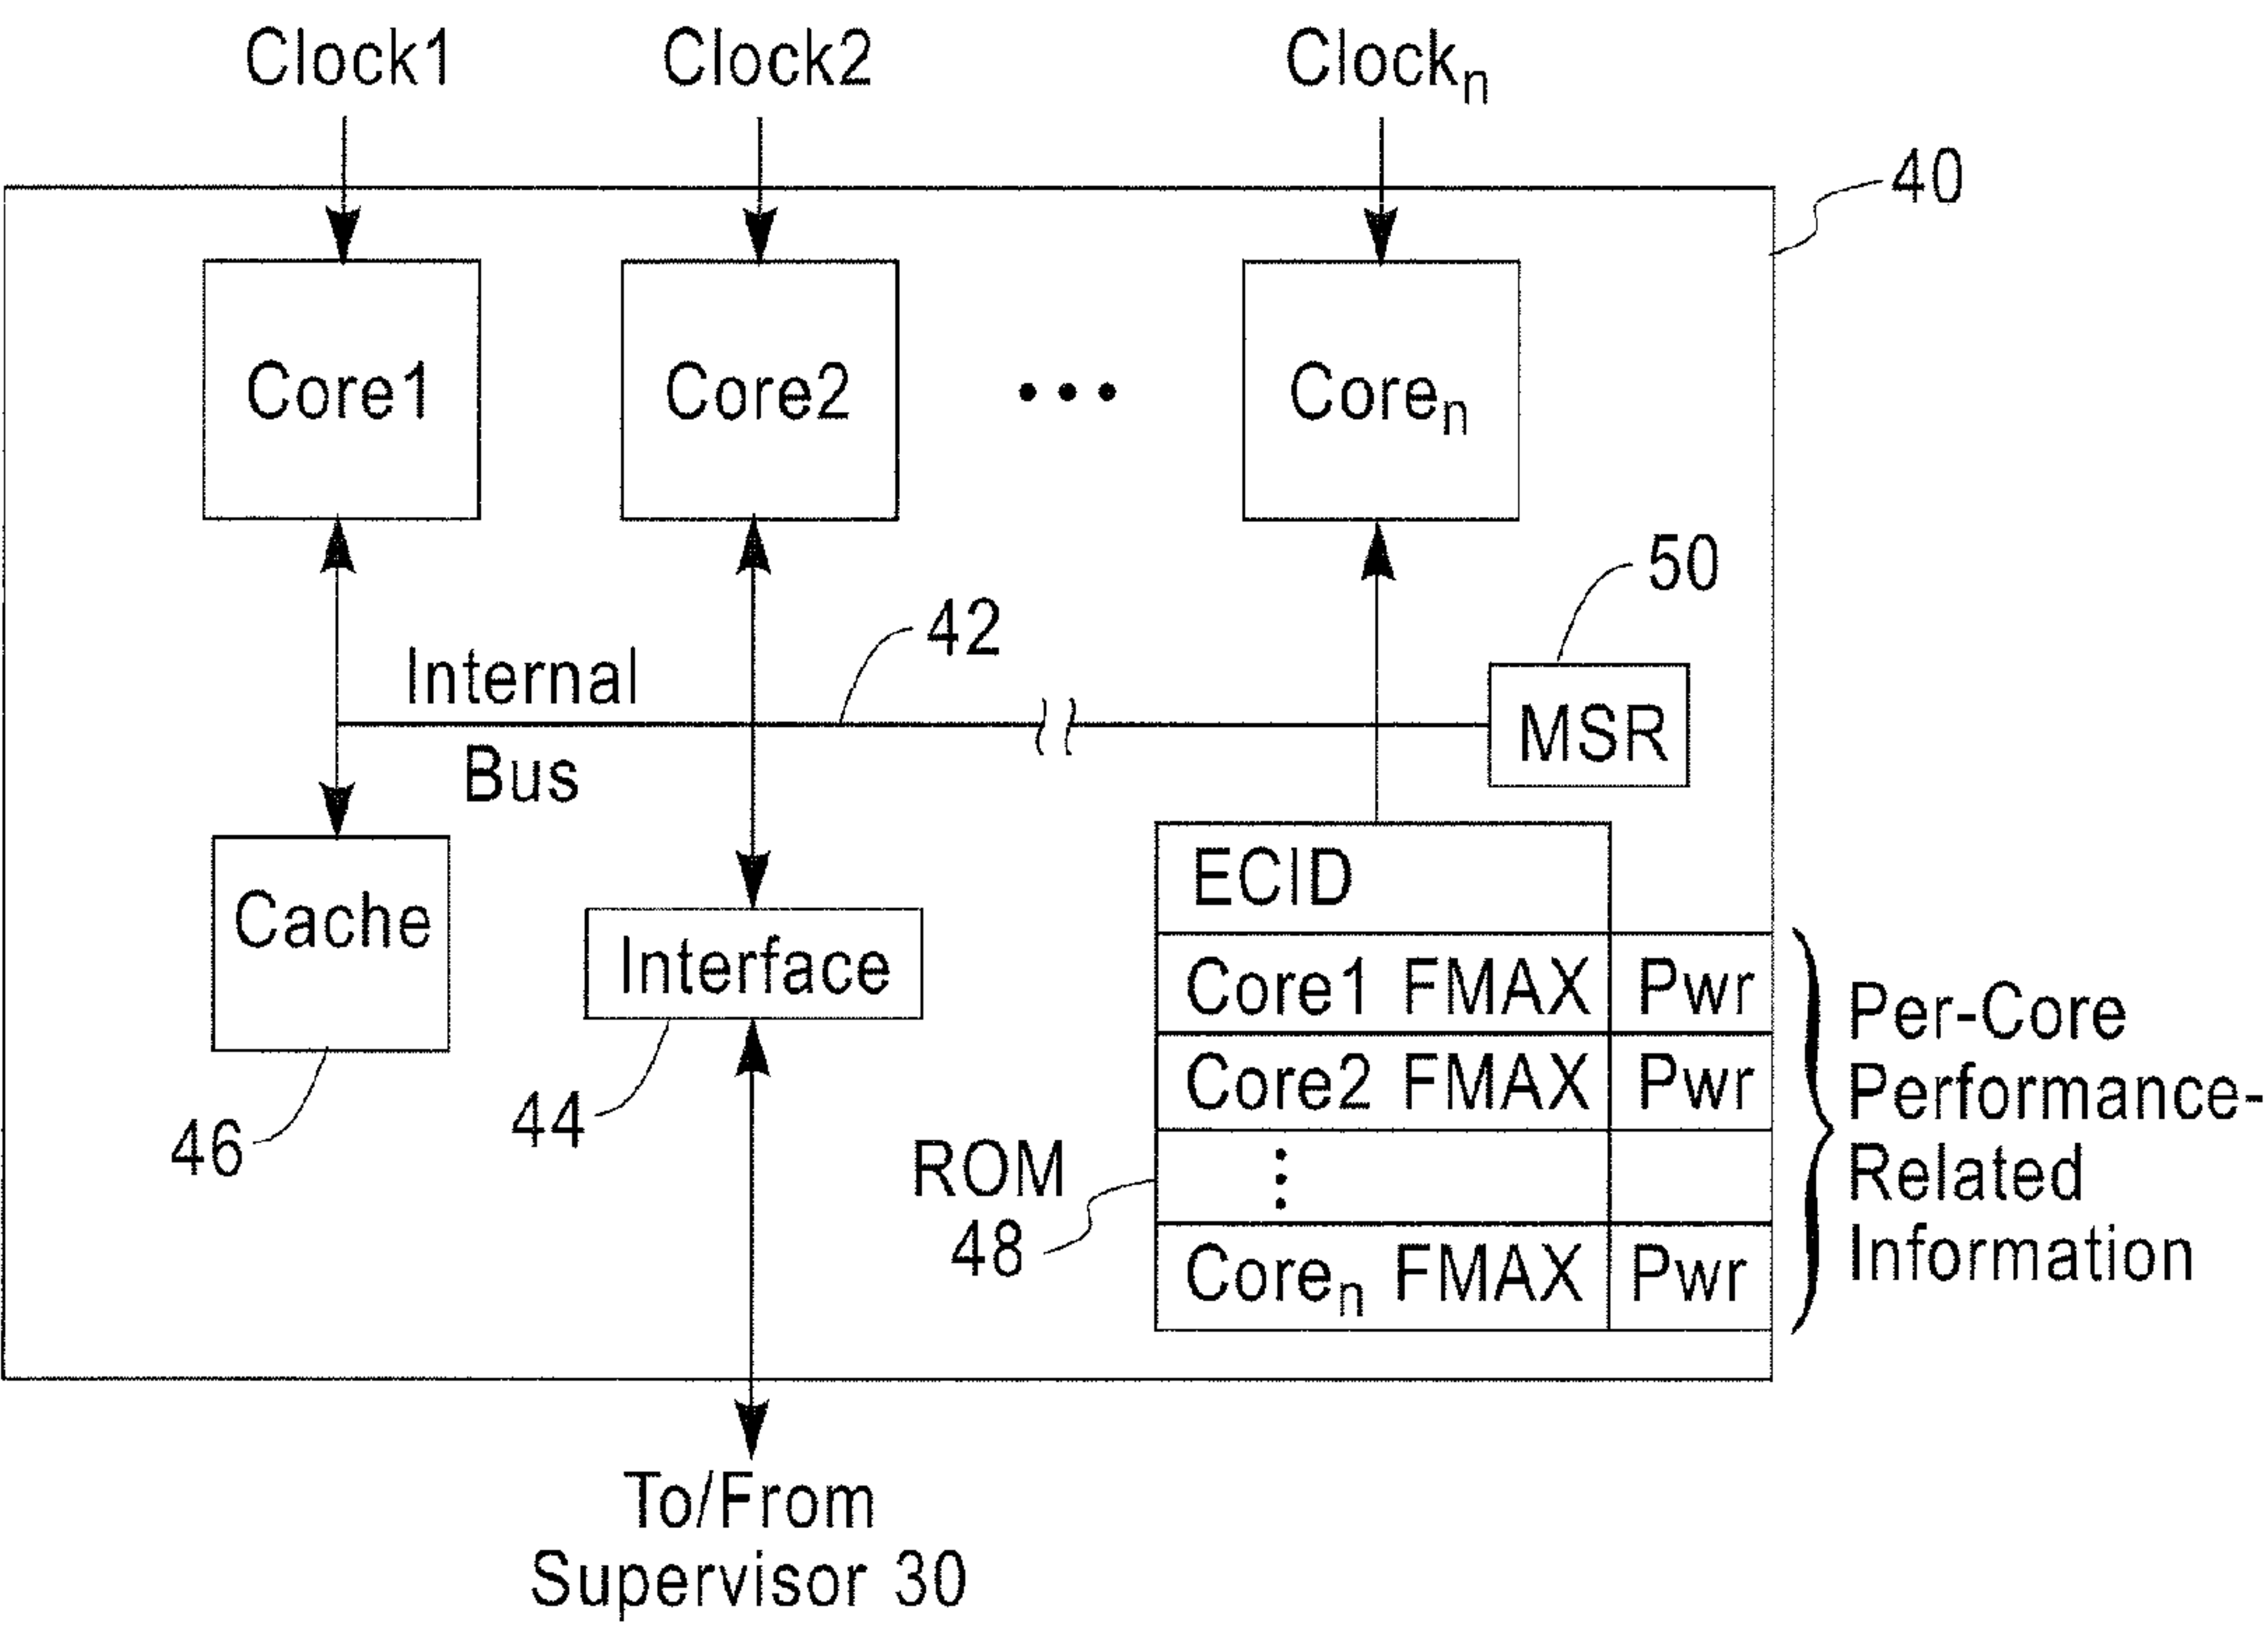 Clock1
Clock2
Clockn
40
Core1
Core2
Coren
50
42
Internal
Bus
MSR
Cache
Interface
ECID
Core1 FMAX Pwr
Core2 FMAX Pwr
Coren FMAX Pwr
Per-Core
Performance-
Related
Information
46
44
ROM
48
To/From
Supervisor 30